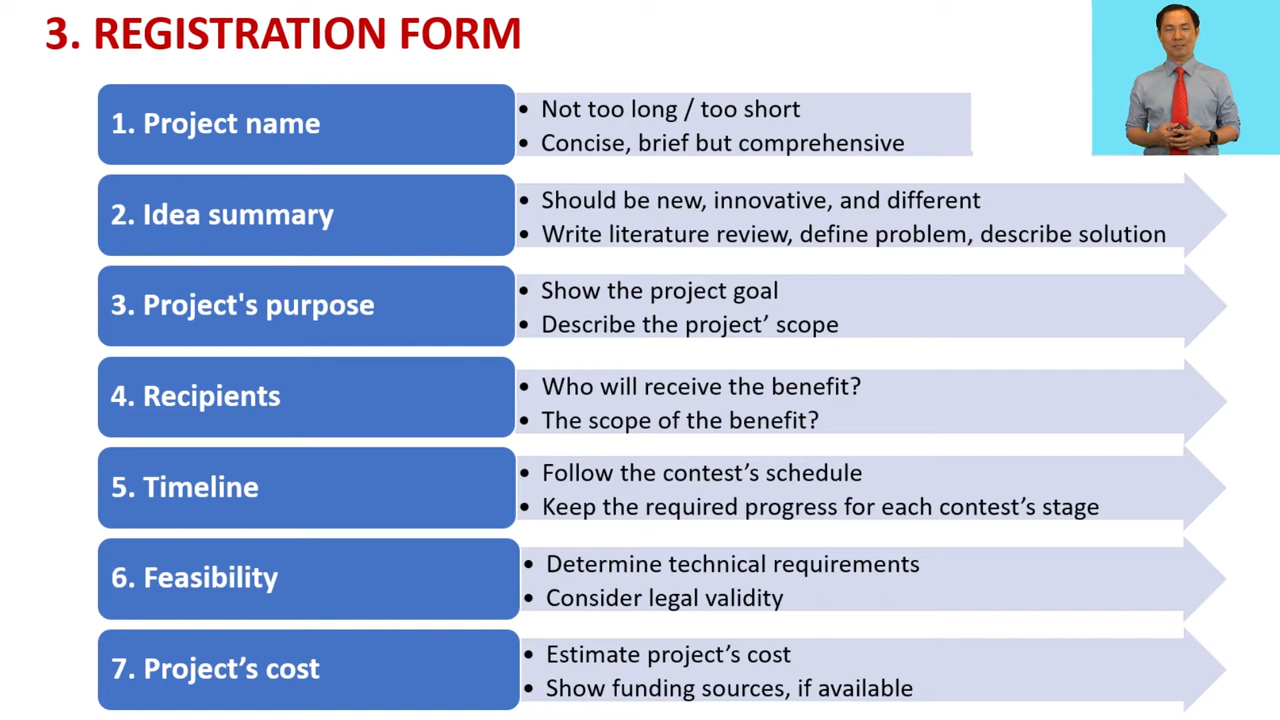 3. REGISTRATION FORM
1. Project name
• Not too long / too short
• Concise, brief but comprehensive
2. Idea summary
• Should be new, innovative, and different
• Write literature review, define problem, describe solution
3. Project's purpose
• Show the project goal
• Describe the project’ scope
4. Recipients
• Who will receive the benefit?
• The scope of the benefit?
5. Timeline
• Follow the contest’s schedule
• Keep the required progress for each contest’s stage
6. Feasibility
• Determine technical requirements
• Consider legal validity
7. Project’s cost
• Estimate project’s cost
• Show funding sources, if available